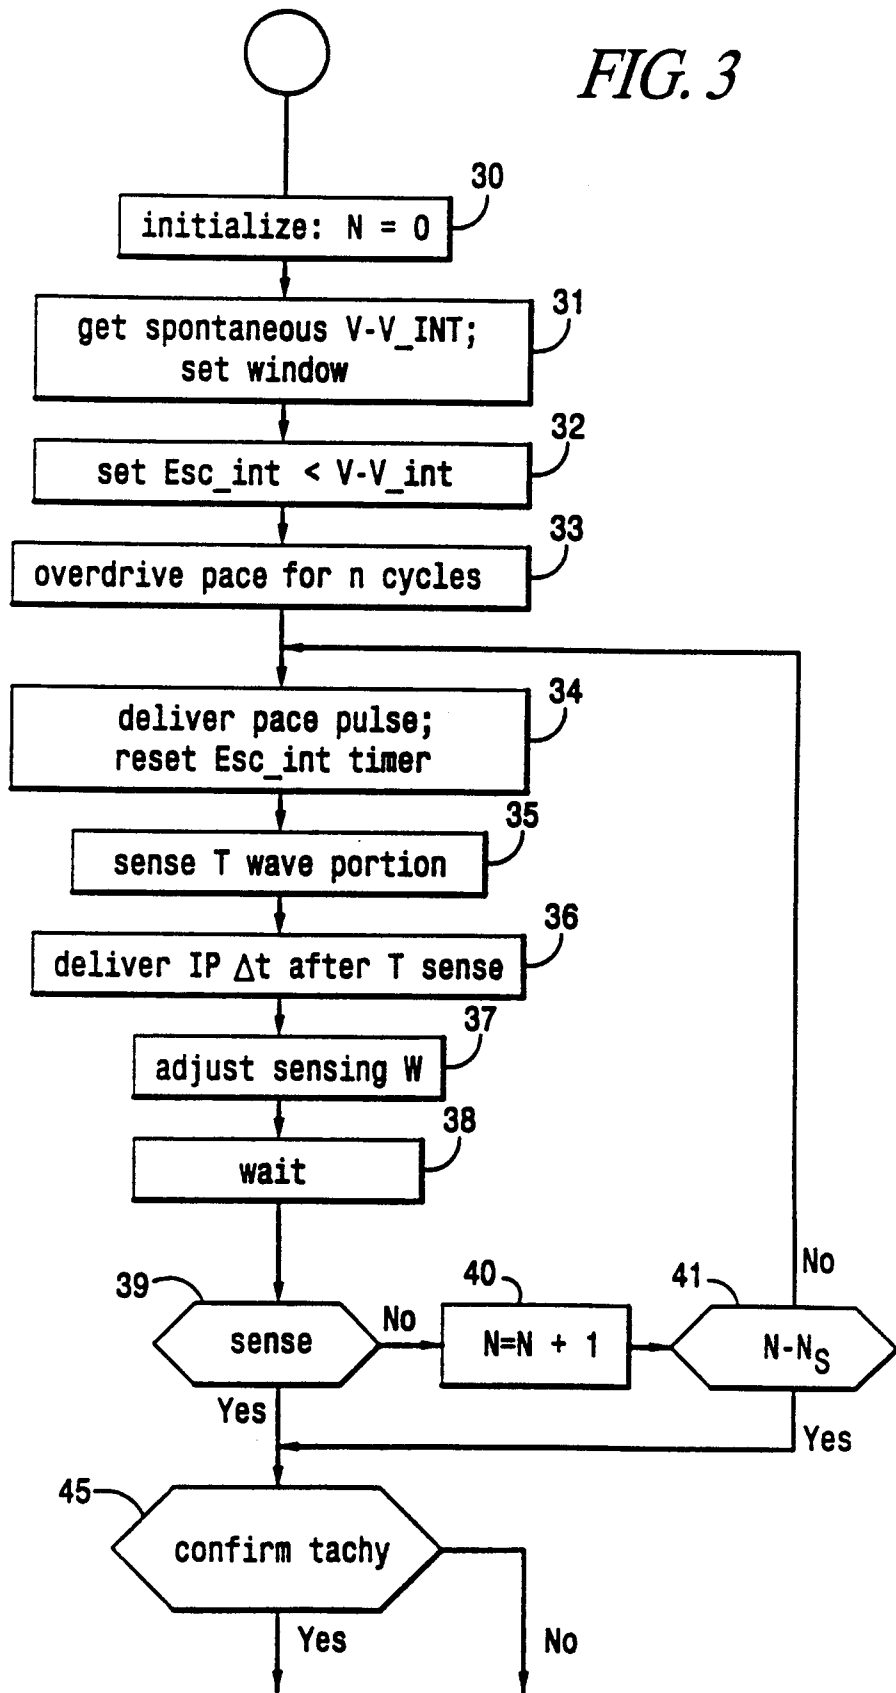 FIG. 3
30
initialize: N = 0
31
get spontaneous V-V_INT;
set window
32
set Esc_int < V-V_int
33
overdrive pace for n cycles
34
deliver pace pulse;
reset Esc_int timer
35
sense T wave portion
36
deliver IP Δt after T sense
37
adjust sensing W
38
wait
39
sense
No
40
N=N + 1
41
N-NS
No
Yes
Yes
45
confirm tachy
Yes
No